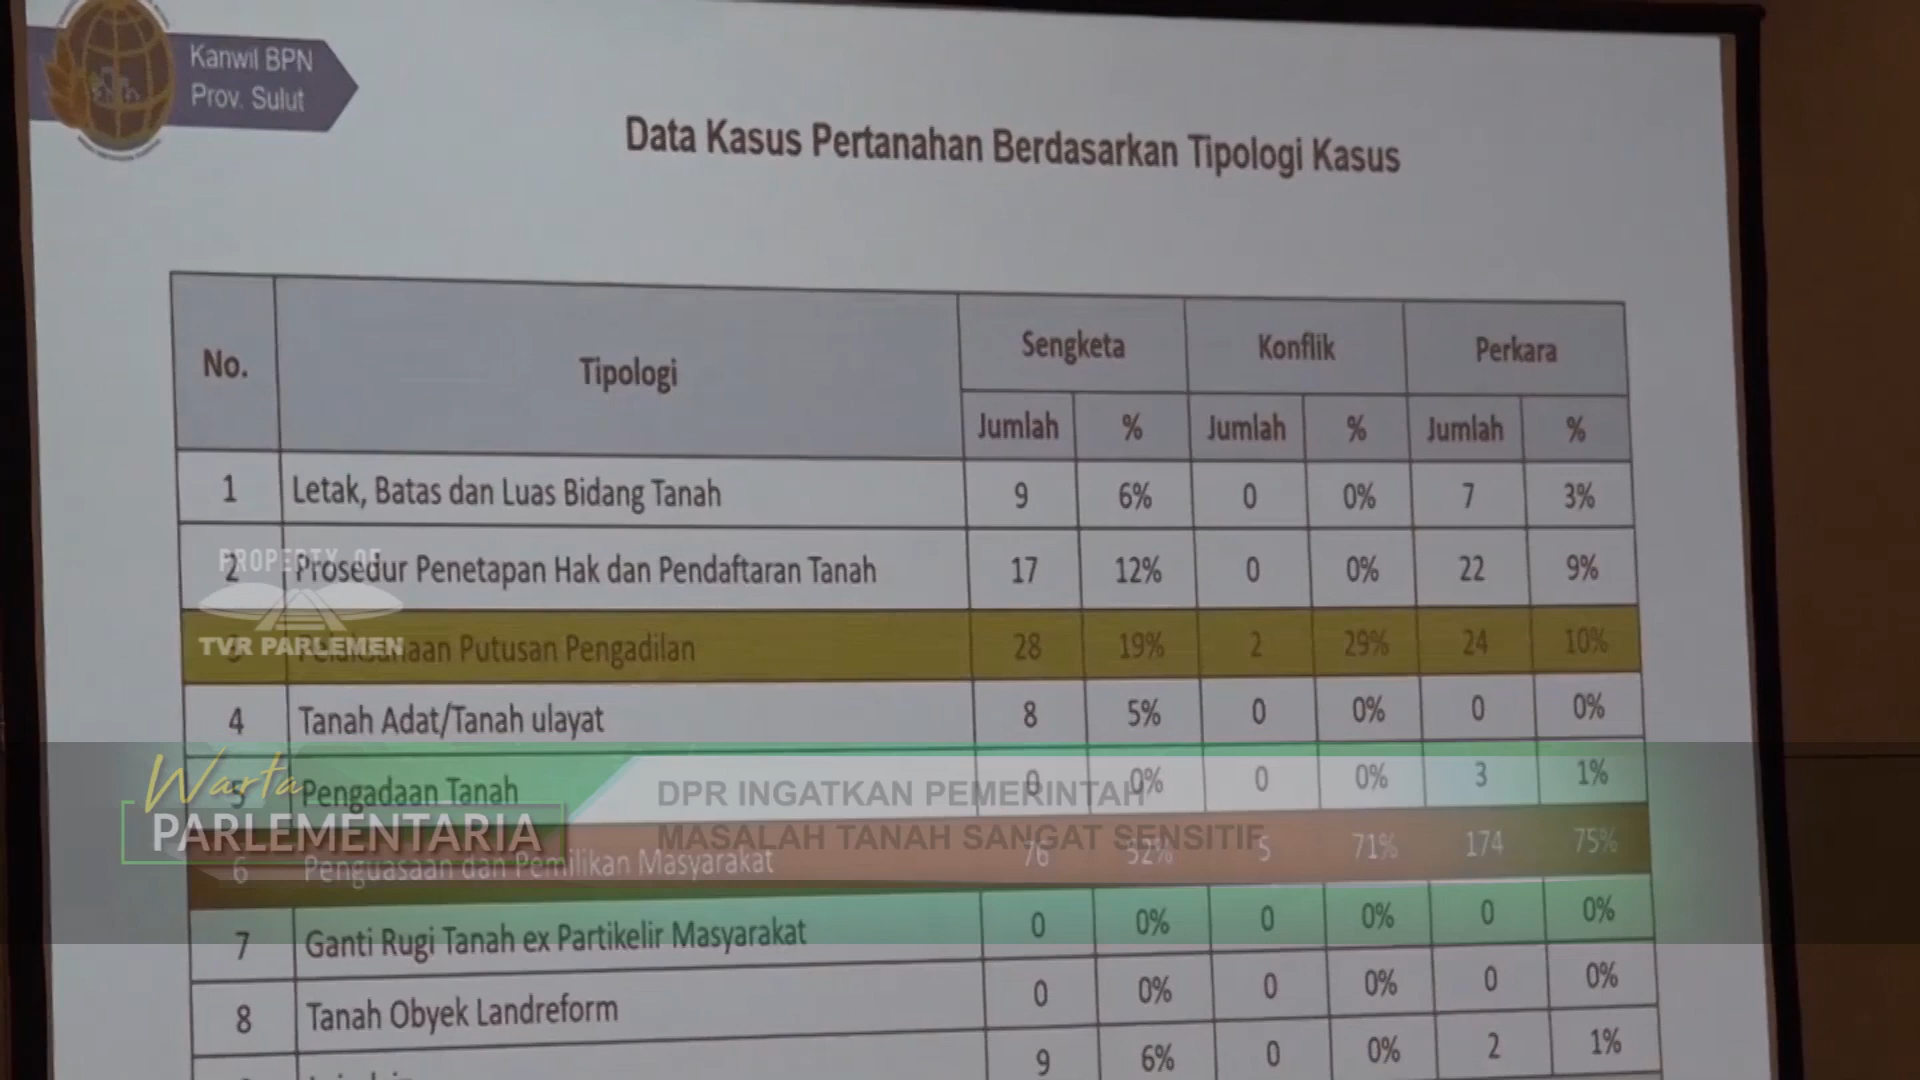 Kanwil BPN
Prov. Sulut
Data Kasus Pertanahan Berdasarkan Tipologi Kasus
No. Tipologi Sengketa Konflik Perkara
Jumlah % Jumlah % Jumlah %
1 Letak, Batas dan Luas Bidang Tanah 9 6% 0 0% 7 3%
2 Prosedur Penetapan Hak dan Pendaftaran Tanah 17 12% 0 0% 22 9%
PROPERTY OF
TVR PARLEMEN
3 Pelaksanaan Putusan Pengadilan 28 19% 2 29% 24 10%
4 Tanah Adat/Tanah ulayat 8 5% 0 0% 0 0%
5 Pengadaan Tanah 0 0% 0 0% 3 1%
Warta
PARLEMENTARIA
DPR INGATKAN PEMERINTAH
MASALAH TANAH SANGAT SENSITIF
6 Penguasaan dan Pemilikan Masyarakat 76 52% 5 71% 174 75%
7 Ganti Rugi Tanah ex Partikelir Masyarakat 0 0% 0 0% 0 0%
8 Tanah Obyek Landreform 0 0% 0 0% 0 0%
9 6% 0 0% 2 1%